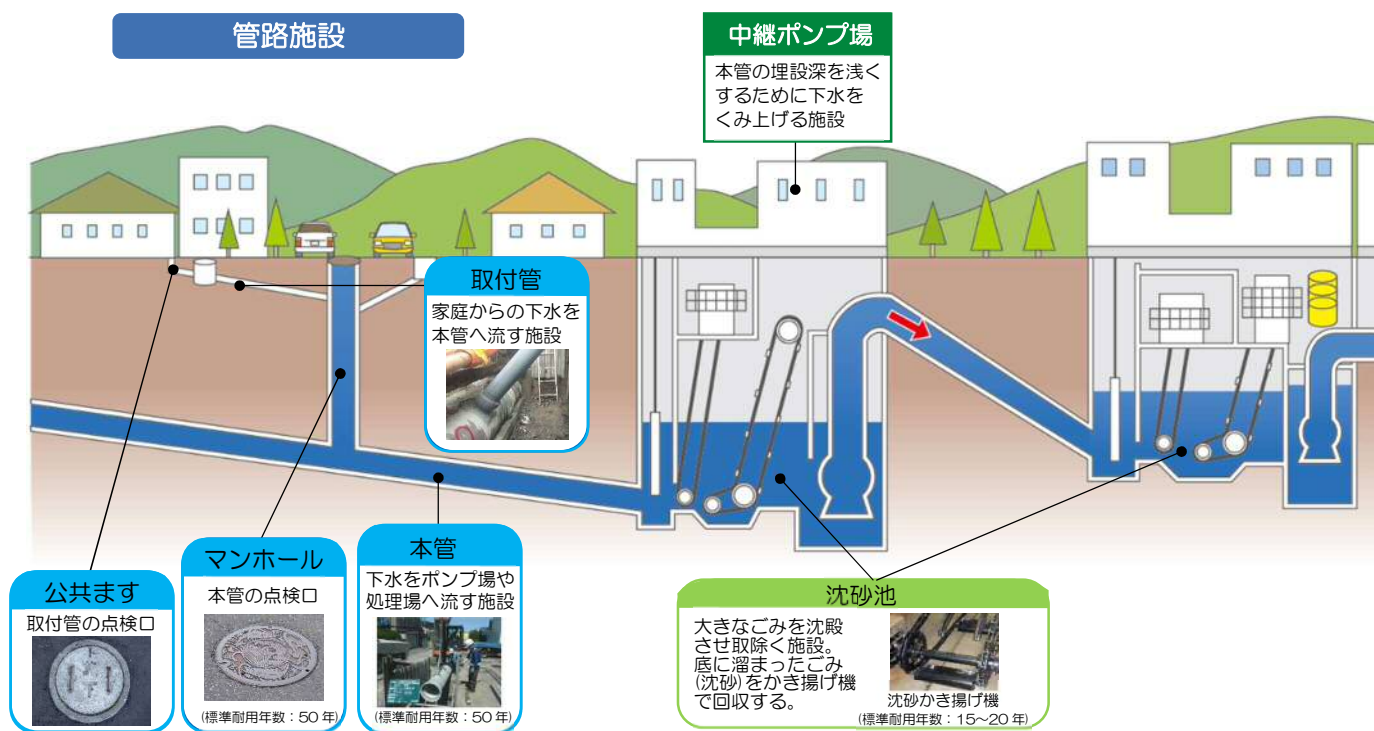 管路施設
中継ポンプ場
本管の埋設深を浅く
するために下水を
くみ上げる施設
取付管
家庭からの下水を
本管へ流す施設
公共ます
取付管の点検口
マンホール
本管の点検口
(標準耐用年数：50年)
本管
下水をポンプ場や
処理場へ流す施設
(標準耐用年数：50年)
沈砂池
大きなごみを沈殿
させ取除く施設。
底に溜まったごみ
(沈砂)をかき揚げ機
で回収する。
沈砂かき揚げ機
(標準耐用年数：15～20年)